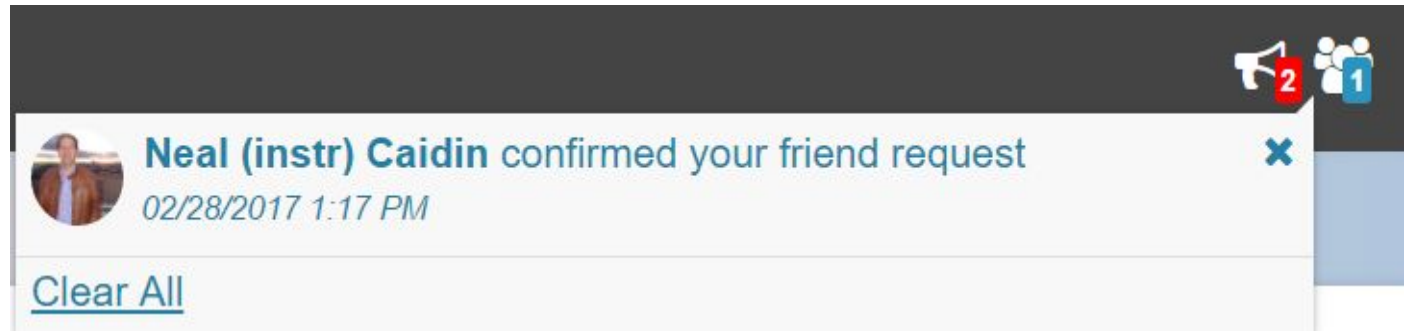 2 1
Neal (instr) Caidin confirmed your friend request
02/28/2017 1:17 PM
Clear All